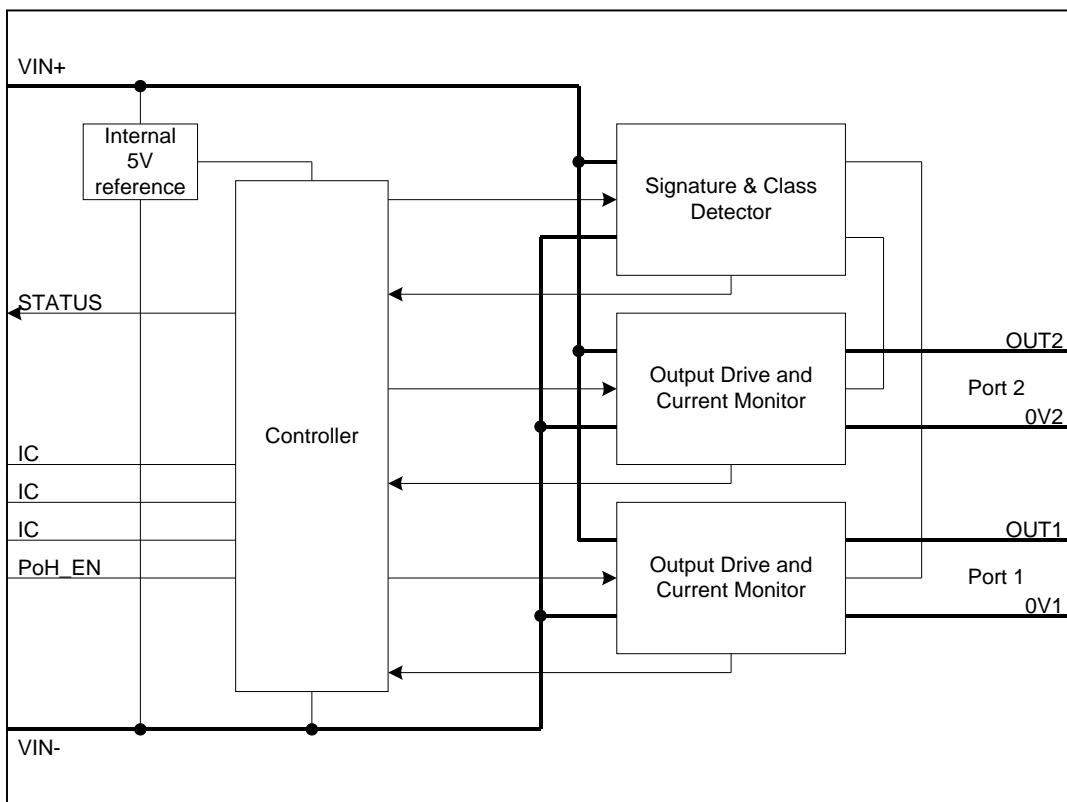 VIN+
Internal
5V
reference
Signature & Class
Detector
STATUS
OUT2
Output Drive and
Current Monitor
Port 2
0V2
Controller
IC
IC
IC
OUT1
PoH_EN
Output Drive and
Current Monitor
Port 1
0V1
VIN-